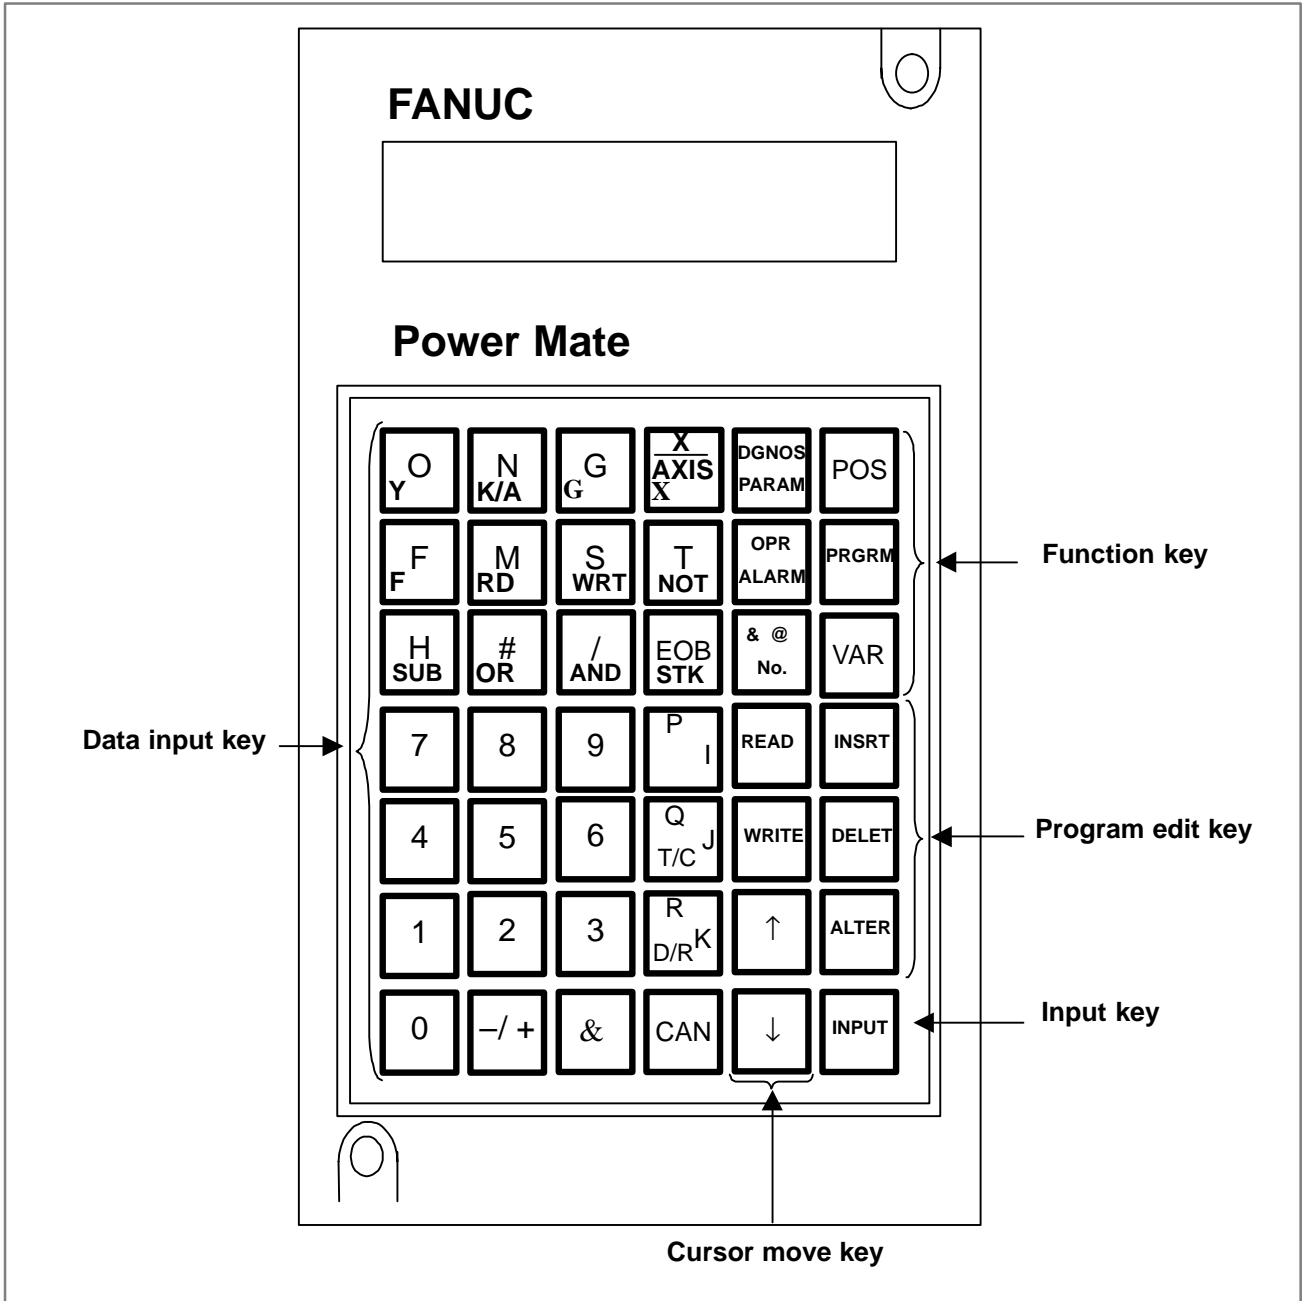 FANUC
Power Mate
O N G X DGNOS POS
Y K/A G AXIS PARAM
X
F M S T OPR PRGRM
F RD WRT NOT ALARM
H # / EOB & @ VAR
SUB OR AND STK No.
7 8 9 P I READ INSRT
4 5 6 Q J WRITE DELET
T/C
1 2 3 R K ↑ ALTER
D/R
0 –/ + & CAN ↓ INPUT
Function key
Data input key
Program edit key
Input key
Cursor move key